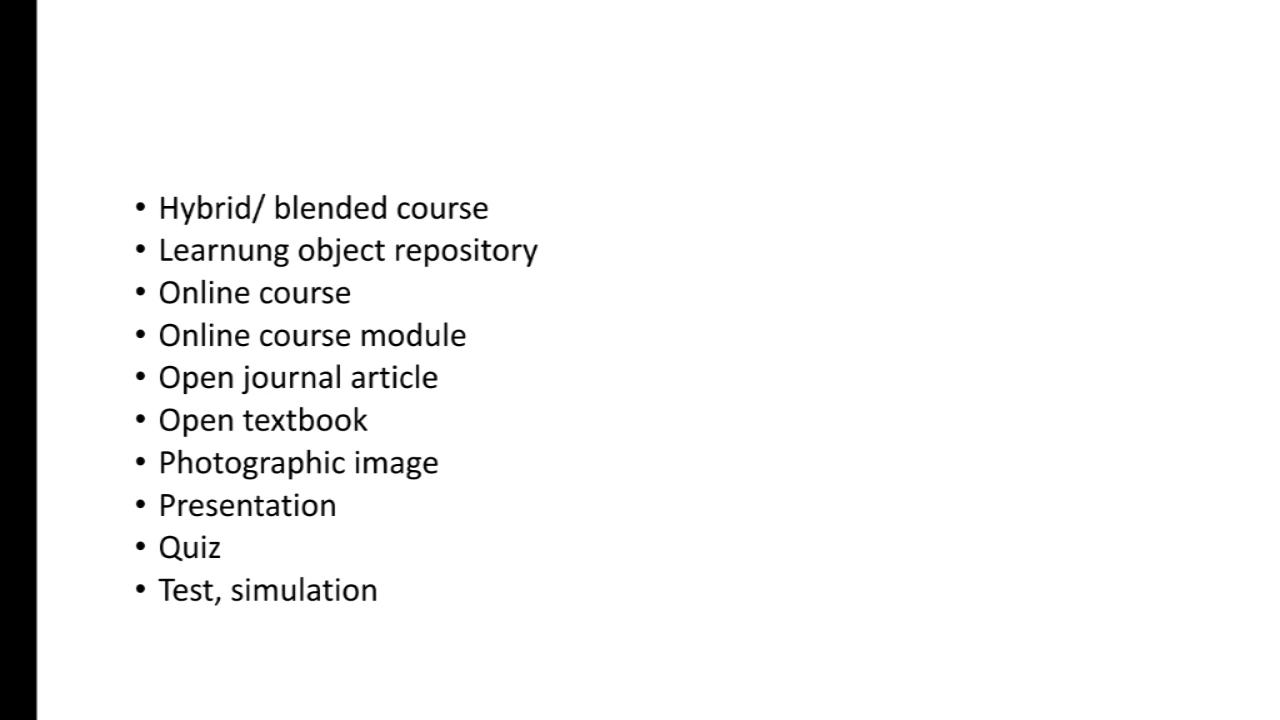 • Hybrid/ blended course
• Learnung object repository
• Online course
• Online course module
• Open journal article
• Open textbook
• Photographic image
• Presentation
• Quiz
• Test, simulation